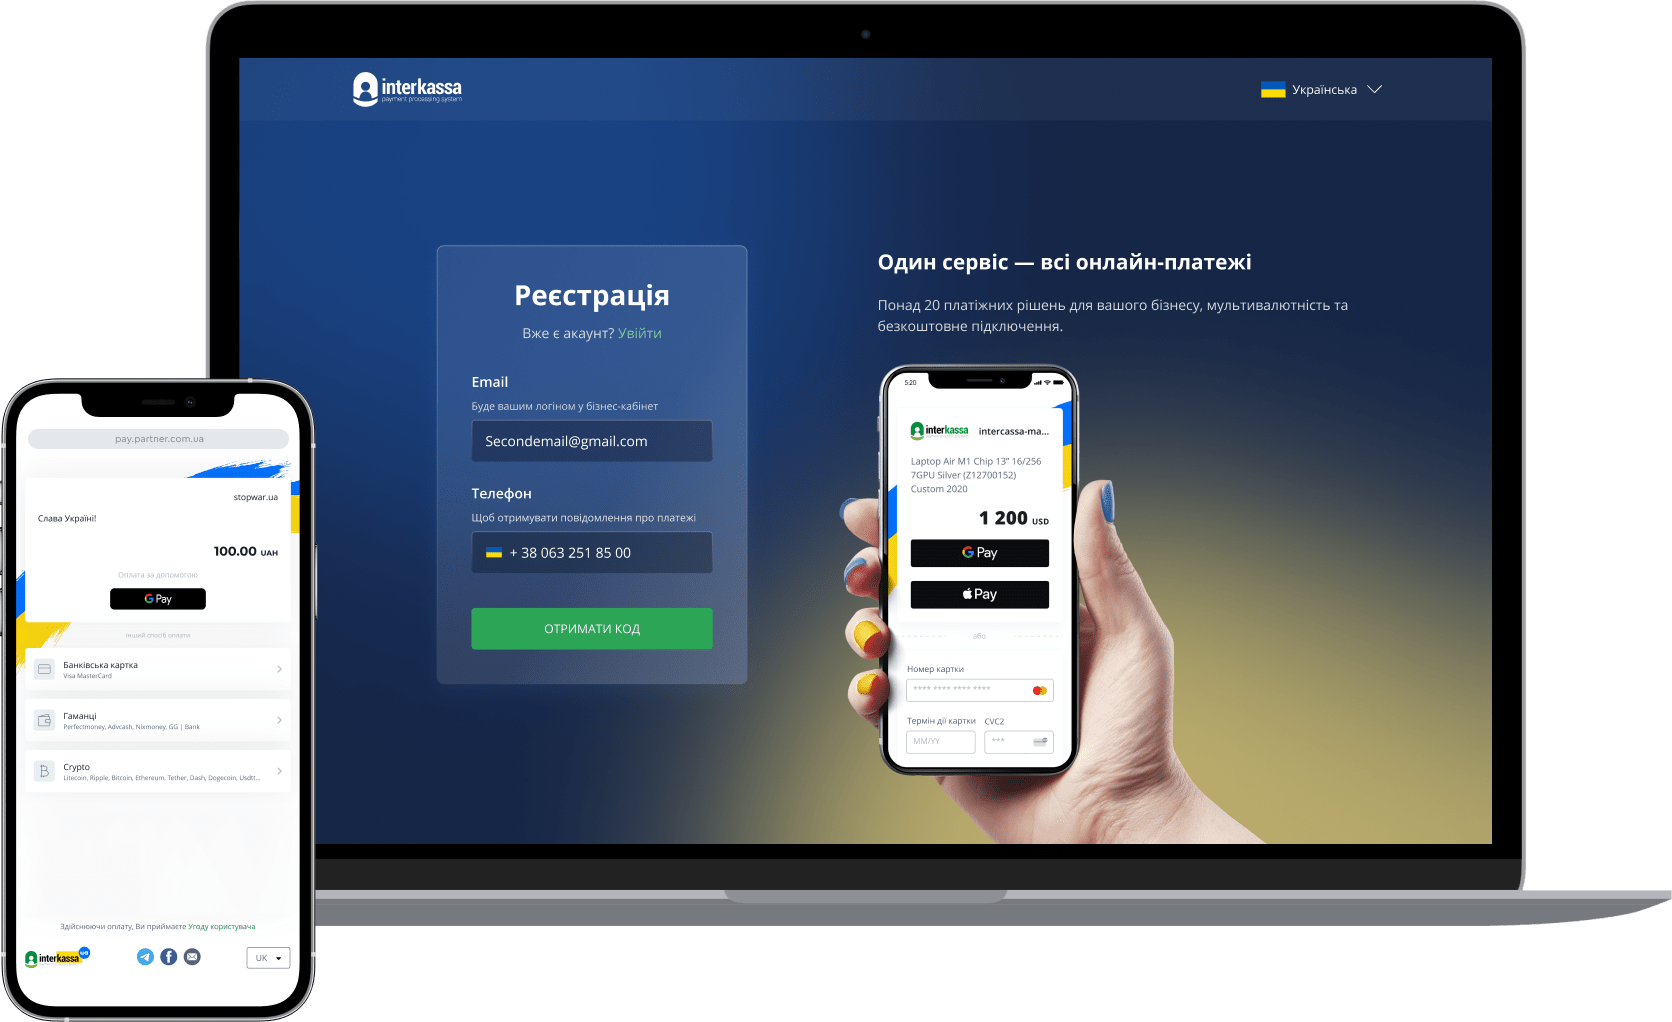 interkassa
payment processing system
Українська
Реєстрація
Вже є акаунт? Увійти
Email
Буде вашим логіном у бізнес-кабінет
Secondemail@gmail.com
Телефон
Щоб отримувати повідомлення про платежі
+ 38 063 251 85 00
ОТРИМАТИ КОД
Один сервіс — всі онлайн-платежі
Понад 20 платіжних рішень для вашого бізнесу, мультивалютність та
безкоштовне підключення.
5:20
interkassa
intercassa-ma...
Laptop Air M1 Chip 13" 16/256
7GPU Silver (Z12700152)
Custom 2020
1 200 USD
G Pay
Pay
або
Номер картки
**** **** **** ****
Термін дії картки
CVC2
MM/YY
***
pay.partner.com.ua
stopwar.ua
Слава Україні!
100.00 UAH
Оплата за допомогою
G Pay
інший спосіб оплати
Банківська картка
Visa MasterCard
Гаманці
Perfectmoney, Advcash, Nixmoney, GG | Bank
Crypto
Litecoin, Ripple, Bitcoin, Ethereum, Tether, Dash, Dogecoin, Usdtt...
Здійснюючи оплату, Ви приймаєте Угоду користувача
interkassa
UK